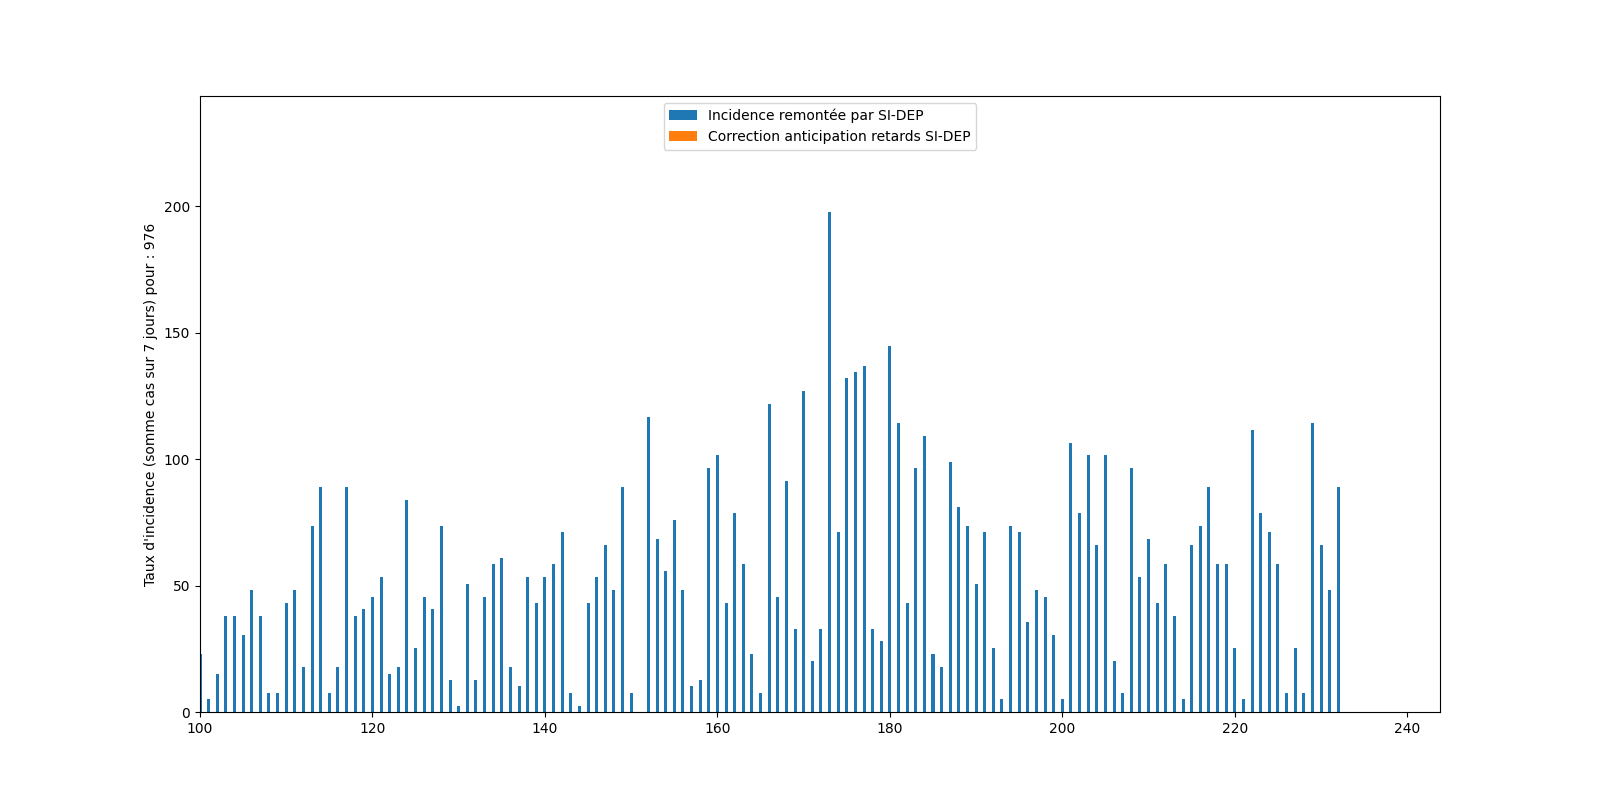 Incidence remontée par SI-DEP
Correction anticipation retards SI-DEP
Taux d'incidence (somme cas sur 7 jours) pour : 976
200
150
100
50
0
100 120 140 160 180 200 220 240